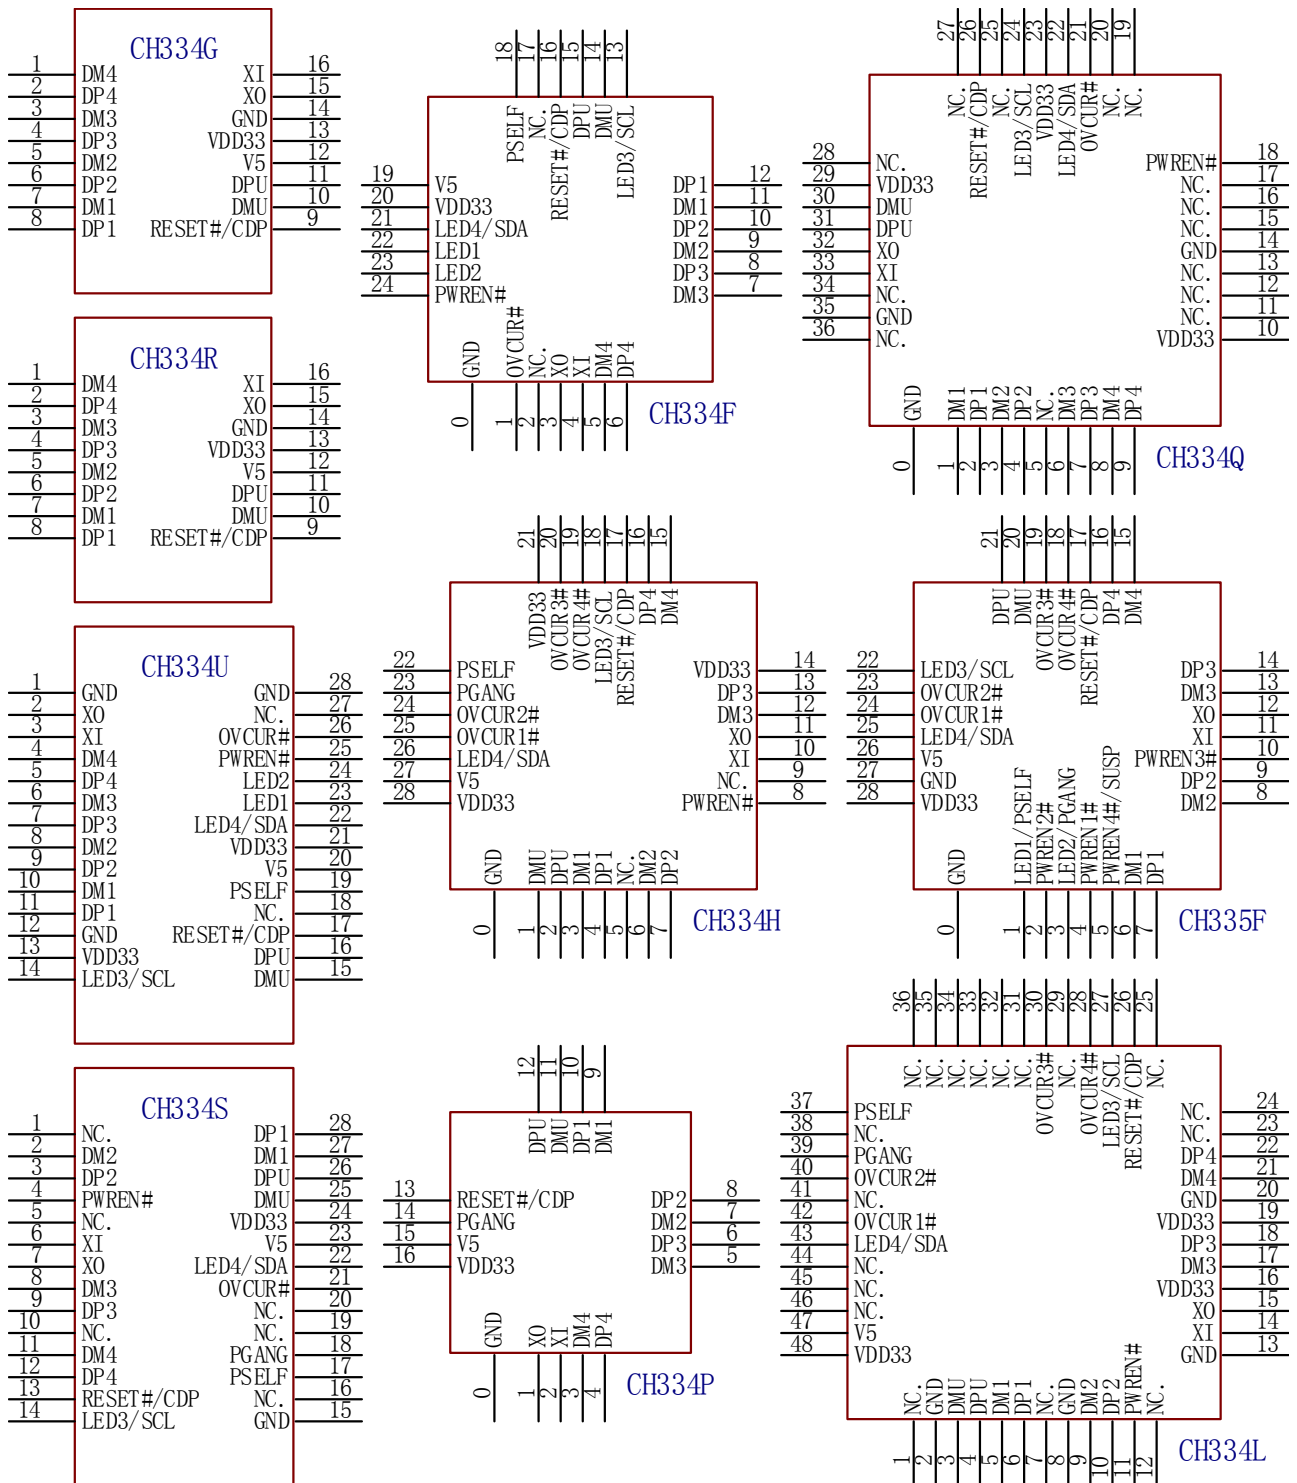 CH334G
1 DM4 XI 16
2 DP4 XO 15
3 DM3 GND 14
4 DP3 VDD33 13
5 DM2 V5 12
6 DP2 DPU 11
7 DM1 DMU 10
8 DP1 RESET#/CDP 9
CH334R
1 DM4 XI 16
2 DP4 XO 15
3 DM3 GND 14
4 DP3 VDD33 13
5 DM2 V5 12
6 DP2 DPU 11
7 DM1 DMU 10
8 DP1 RESET#/CDP 9
CH334U
1 GND GND 28
2 XO NC. 27
3 XI OVCUR# 26
4 DM4 PWREN# 25
5 DP4 LED2 24
6 DM3 LED1 23
7 DP3 LED4/SDA 22
8 DM2 VDD33 21
9 DP2 V5 20
10 DM1 PSELF 19
11 DP1 NC. 18
12 GND RESET#/CDP 17
13 VDD33 DPU 16
14 LED3/SCL DMU 15
CH334S
1 NC. DP1 28
2 DM2 DM1 27
3 DP2 DPU 26
4 PWREN# DMU 25
5 NC. VDD33 24
6 XI V5 23
7 XO LED4/SDA 22
8 DM3 OVCUR# 21
9 DP3 NC. 20
10 NC. NC. 19
11 DM4 PGANG 18
12 DP4 PSELF 17
13 RESET#/CDP NC. 16
14 LED3/SCL GND 15
18 PSELF
17 NC.
16 RESET#/CDP
15 DPU
14 DMU
13 LED3/SCL
19 V5 DP1 12
20 VDD33 DM1 11
21 LED4/SDA DP2 10
22 LED1 DM2 9
23 LED2 DP3 8
24 PWREN# DM3 7
GND 0
OVCUR# 1
NC. 2
XO 3
XI 4
DM4 5
DP4 6
CH334F
27 NC.
26 RESET#/CDP
25 NC.
24 LED3/SCL
23 VDD33
22 LED4/SDA
21 OVCUR#
20 NC.
19 NC.
28 NC. PWREN# 18
29 VDD33 NC. 17
30 DMU NC. 16
31 DPU NC. 15
32 XO GND 14
33 XI NC. 13
34 NC. NC. 12
35 GND NC. 11
36 NC. VDD33 10
GND 0
DM1 1
DP1 2
DM2 3
DP2 4
NC. 5
DM3 6
DP3 7
DM4 8
DP4 9
CH334Q
21 VDD33
20 OVCUR3#
19 OVCUR4#
18 LED3/SCL
17 RESET#/CDP
16 DP4
15 DM4
22 PSELF VDD33 14
23 PGANG DP3 13
24 OVCUR2# DM3 12
25 OVCUR1# XO 11
26 LED4/SDA XI 10
27 V5 NC. 9
28 VDD33 PWREN# 8
GND 0
DMU 1
DPU 2
DM1 3
DP1 4
NC. 5
DM2 6
DP2 7
CH334H
21 DPU
20 DMU
19 OVCUR3#
18 OVCUR4#
17 RESET#/CDP
16 DP4
15 DM4
22 LED3/SCL DP3 14
23 OVCUR2# DM3 13
24 OVCUR1# XO 12
25 LED4/SDA XI 11
26 V5 PWREN3# 10
27 GND DP2 9
28 VDD33 DM2 8
GND 0
LED1/PSELF 1
PWREN2# 2
LED2/PGANG 3
PWREN1# 4
PWREN4#/SUSP 5
DM1 6
DP1 7
CH335F
12 DPU
11 DMU
10 DP1
9 DM1
13 RESET#/CDP DP2 8
14 PGANG DM2 7
15 V5 DP3 6
16 VDD33 DM3 5
GND 0
XO 1
XI 2
DM4 3
DP4 4
CH334P
36 NC.
35 NC.
34 NC.
33 NC.
32 NC.
31 NC.
30 OVCUR3#
29 NC.
28 OVCUR4#
27 LED3/SCL
26 RESET#/CDP
25 NC.
37 PSELF NC. 24
38 NC. NC. 23
39 PGANG DP4 22
40 OVCUR2# DM4 21
41 NC. GND 20
42 OVCUR1# VDD33 19
43 LED4/SDA DP3 18
44 NC. DM3 17
45 NC. VDD33 16
46 NC. XO 15
47 V5 XI 14
48 VDD33 GND 13
NC. 1
GND 2
DMU 3
DPU 4
DM1 5
DP1 6
NC. 7
GND 8
DM2 9
DP2 10
PWREN# 11
NC. 12
CH334L